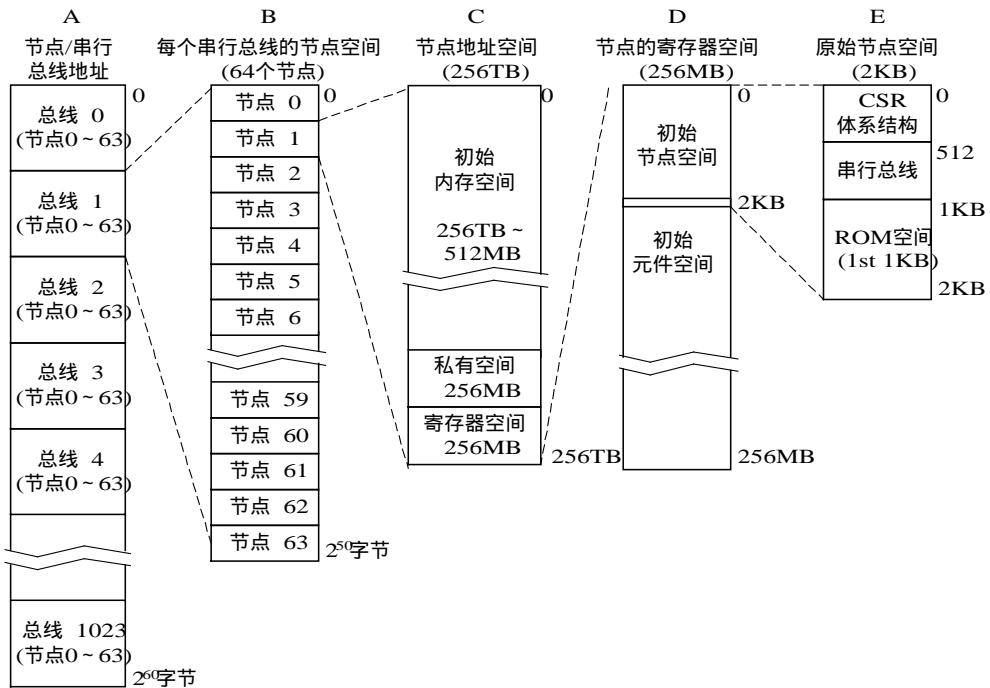 A
节点/串行
总线地址
0
总线 0
(节点0~63)
总线 1
(节点0~63)
总线 2
(节点0~63)
总线 3
(节点0~63)
总线 4
(节点0~63)
总线 1023
(节点0~63)
2^60字节
B
每个串行总线的节点空间
(64个节点)
0
节点 0
节点 1
节点 2
节点 3
节点 4
节点 5
节点 6
节点 59
节点 60
节点 61
节点 62
节点 63
2^50字节
C
节点地址空间
(256TB)
0
初始
内存空间
256TB~
512MB
私有空间
256MB
寄存器空间
256MB
256TB
D
节点的寄存器空间
(256MB)
0
初始
节点空间
2KB
初始
元件空间
256MB
E
原始节点空间
(2KB)
0
CSR
体系结构
512
串行总线
1KB
ROM空间
(1st 1KB)
2KB